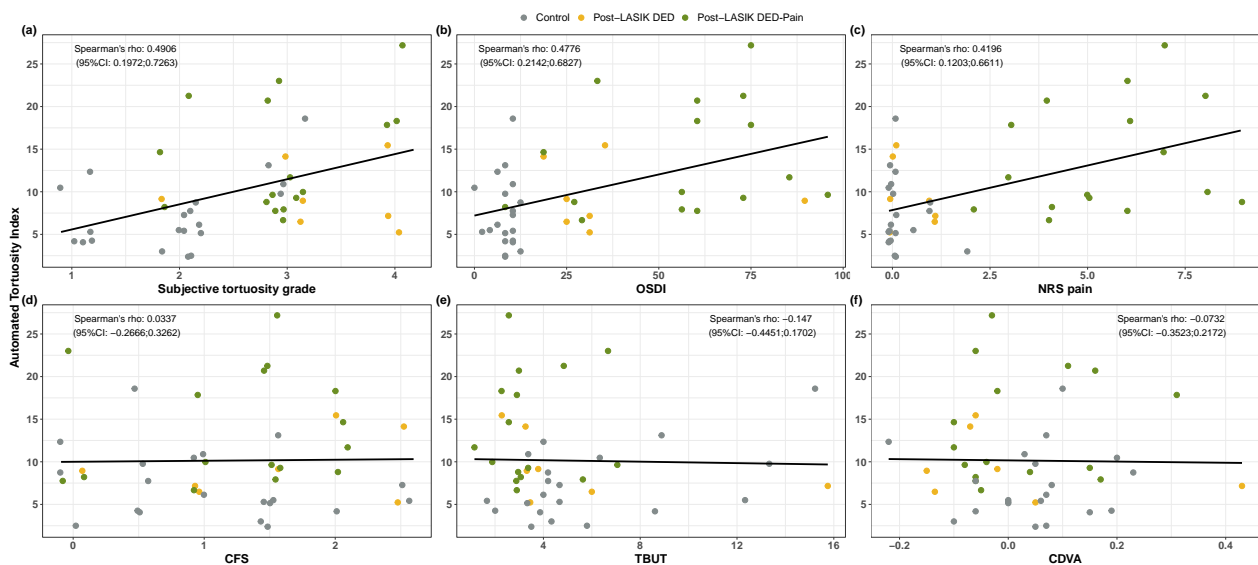 Control Post−LASIK DED Post−LASIK DED-Pain
Automated Tortuosity Index
(a)
Spearman's rho: 0.4906
(95%CI: 0.1972;0.7263)
25
20
15
10
5
1 2 3 4
Subjective tortuosity grade
(b)
Spearman's rho: 0.4776
(95%CI: 0.2142;0.6827)
0 25 50 75 100
OSDI
(c)
Spearman's rho: 0.4196
(95%CI: 0.1203;0.6611)
0.0 2.5 5.0 7.5
NRS pain
(d)
Spearman's rho: 0.0337
(95%CI: −0.2666;0.3262)
25
20
15
10
5
0 1 2
CFS
(e)
Spearman's rho: −0.147
(95%CI: −0.4451;0.1702)
4 8 12 16
TBUT
(f)
Spearman's rho: −0.0732
(95%CI: −0.3523;0.2172)
−0.2 0.0 0.2 0.4
CDVA